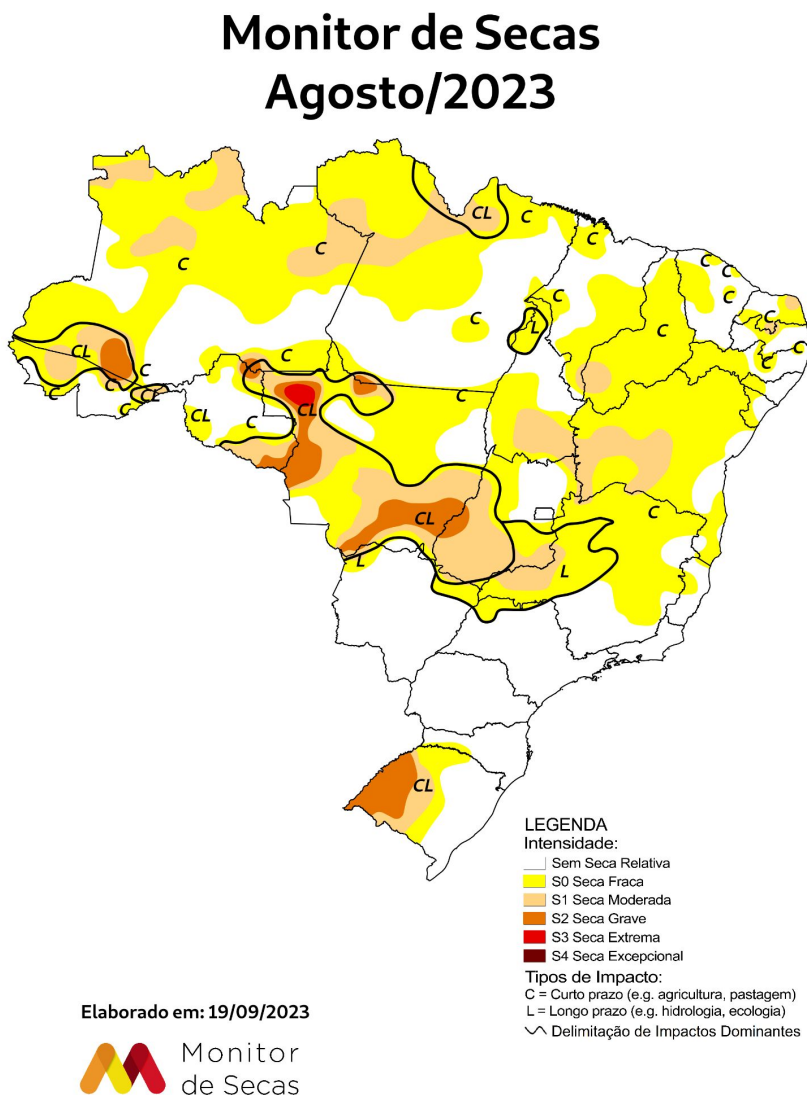 Monitor de Secas
Agosto/2023
CL
C
C
C
C
C
C
C
C
C
C
L
C
C
CL
C
C
C
C
CL
C
CL
CL
C
CL
C
L
L
CL
LEGENDA
Intensidade:
Sem Seca Relativa
S0 Seca Fraca
S1 Seca Moderada
S2 Seca Grave
S3 Seca Extrema
S4 Seca Excepcional
Tipos de Impacto:
C = Curto prazo (e.g. agricultura, pastagem)
L = Longo prazo (e.g. hidrologia, ecologia)
Delimitação de Impactos Dominantes
Elaborado em: 19/09/2023
Monitor
de Secas